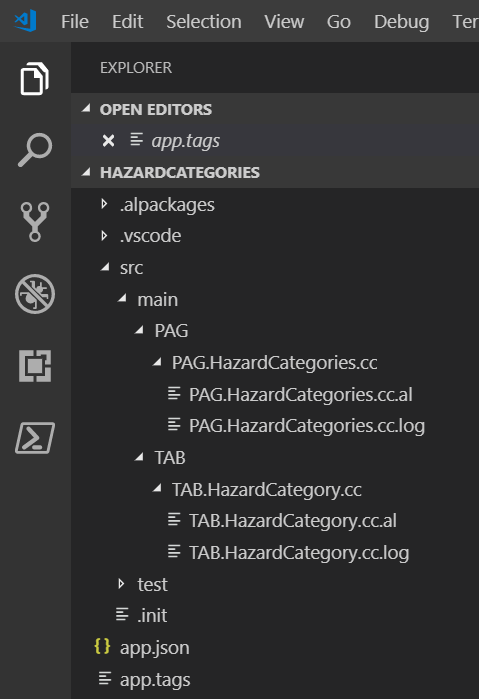 File Edit Selection View Go Debug Ter
EXPLORER
OPEN EDITORS
app.tags
HAZARDCATEGORIES
.alpackages
.vscode
src
main
PAG
PAG.HazardCategories.cc
PAG.HazardCategories.cc.al
PAG.HazardCategories.cc.log
TAB
TAB.HazardCategory.cc
TAB.HazardCategory.cc.al
TAB.HazardCategory.cc.log
test
.init
app.json
app.tags